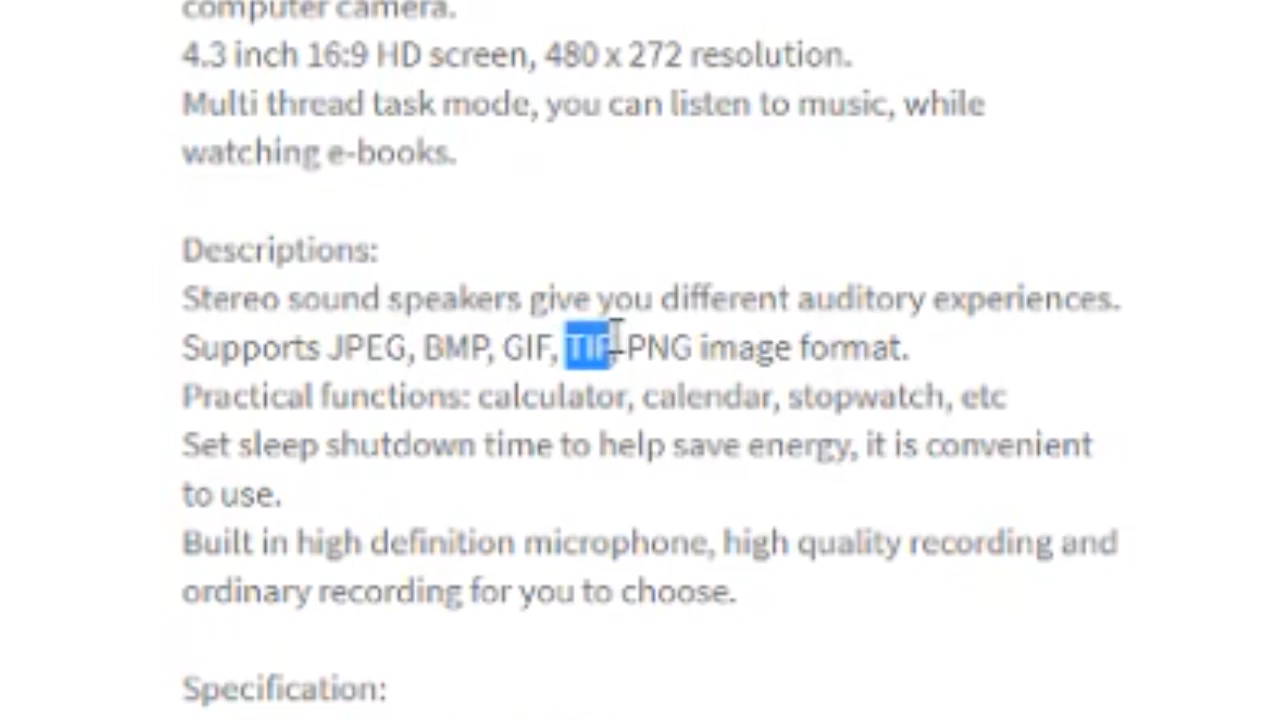 computer camera.
4.3 inch 16:9 HD screen, 480 x 272 resolution.
Multi thread task mode, you can listen to music, while
watching e-books.
Descriptions:
Stereo sound speakers give you different auditory experiences.
Supports JPEG, BMP, GIF, TIF, PNG image format.
Practical functions: calculator, calendar, stopwatch, etc
Set sleep shutdown time to help save energy, it is convenient
to use.
Built in high definition microphone, high quality recording and
ordinary recording for you to choose.
Specification: